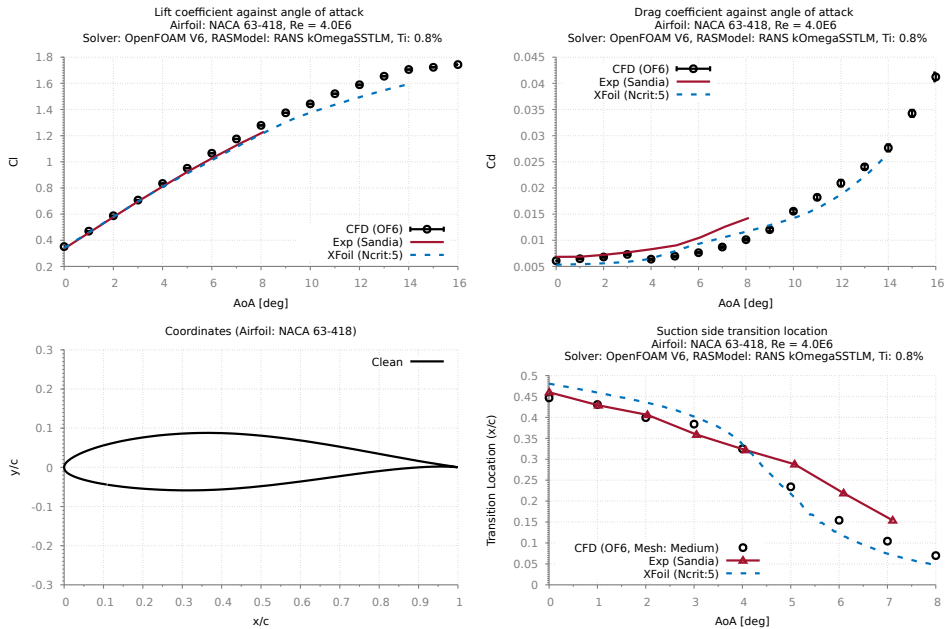 Lift coefficient against angle of attack
Airfoil: NACA 63-418, Re = 4.0E6
Solver: OpenFOAM V6, RASModel: RANS kOmegaSSTLM, Ti: 0.8%
1.8
1.6
1.4
1.2
1
0.8
0.6
0.4
0.2
Cl
CFD (OF6)
Exp (Sandia)
XFoil (Ncrit:5)
0 2 4 6 8 10 12 14 16
AoA [deg]
Drag coefficient against angle of attack
Airfoil: NACA 63-418, Re = 4.0E6
Solver: OpenFOAM V6, RASModel: RANS kOmegaSSTLM, Ti: 0.8%
0.045
0.04
0.035
0.03
0.025
0.02
0.015
0.01
0.005
Cd
CFD (OF6)
Exp (Sandia)
XFoil (Ncrit:5)
0 2 4 6 8 10 12 14 16
AoA [deg]
Coordinates (Airfoil: NACA 63-418)
0.3
0.2
0.1
0
-0.1
-0.2
-0.3
y/c
Clean
0 0.1 0.2 0.3 0.4 0.5 0.6 0.7 0.8 0.9 1
x/c
Suction side transition location
Airfoil: NACA 63-418, Re = 4.0E6
Solver: OpenFOAM V6, RASModel: RANS kOmegaSSTLM, Ti: 0.8%
0.5
0.45
0.4
0.35
0.3
0.25
0.2
0.15
0.1
0.05
0
Transition Location (x/c)
CFD (OF6, Mesh: Medium)
Exp (Sandia)
XFoil (Ncrit:5)
0 1 2 3 4 5 6 7 8
AoA [deg]